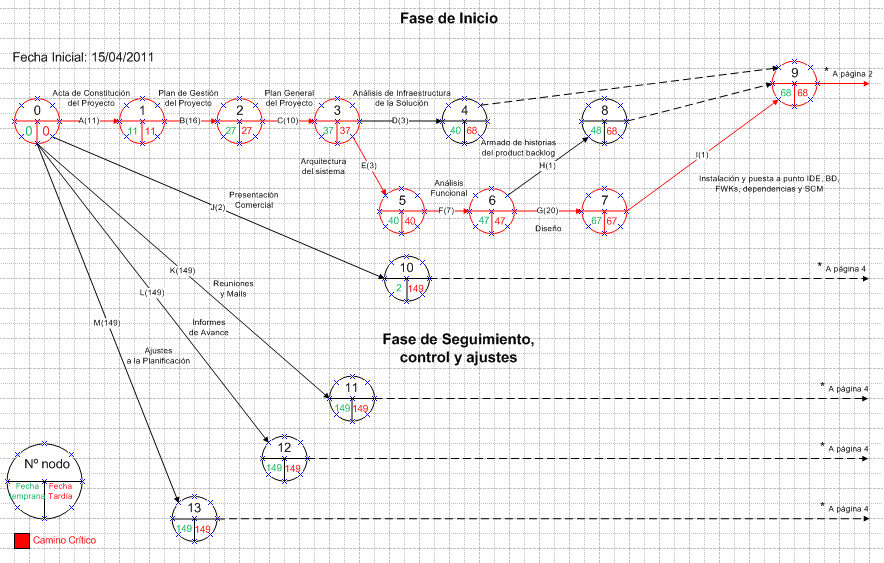 Fase de Inicio
Fecha Inicial: 15/04/2011
Acta de Constitución
del Proyecto
Plan de Gestión
del Proyecto
Plan General
del Proyecto
Análisis de Infraestructura
de la Solución
0
0 0
A(11)
1
11 11
B(16)
2
27 27
C(10)
3
37 37
D(3)
4
40 68
8
48 68
9
68 68
* A página 2
Armado de historias
del product backlog
H(1)
I(1)
Arquitectura
del sistema
E(3)
Análisis
Funcional
Instalación y puesta a punto IDE, BD,
FWKs, dependencias y SCM
5
40 40
F(7)
6
47 47
G(20)
Diseño
7
67 67
Presentación
Comercial
J(2)
10
2 149
* A página 4
K(149)
Reuniones
y Mails
L(149)
Informes
de Avance
M(149)
Ajustes
a la Planificación
Fase de Seguimiento,
control y ajustes
11
149 149
* A página 4
12
149 149
* A página 4
13
149 149
* A página 4
Nº nodo
Fecha
temprana
Fecha
Tardía
Camino Crítico